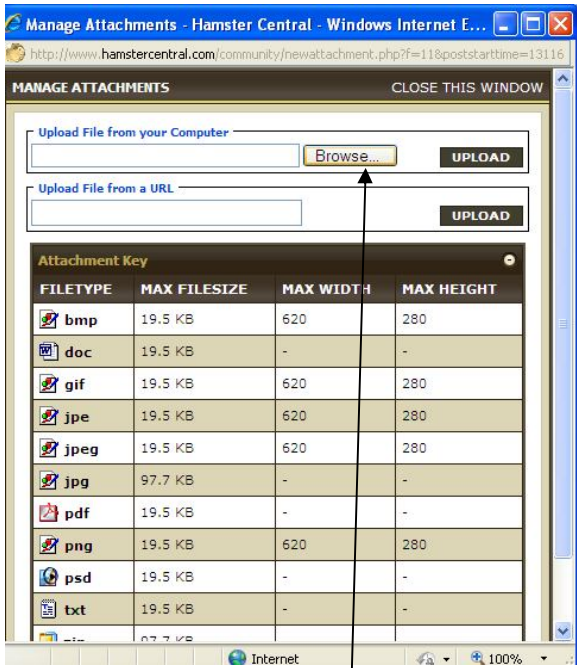 Manage Attachments - Hamster Central - Windows Internet E...
http://www.hamstercentral.com/community/newattachment.php?f=11&poststarttime=13116
MANAGE ATTACHMENTS CLOSE THIS WINDOW
Upload File from your Computer
Browse... UPLOAD
Upload File from a URL
UPLOAD
Attachment Key
FILETYPE MAX FILESIZE MAX WIDTH MAX HEIGHT
bmp 19.5 KB 620 280
doc 19.5 KB - -
gif 19.5 KB 620 280
jpe 19.5 KB 620 280
jpeg 19.5 KB 620 280
jpg 97.7 KB - -
pdf 19.5 KB - -
png 19.5 KB 620 280
psd 19.5 KB - -
txt 19.5 KB - -
97.7 KB
Internet 100%